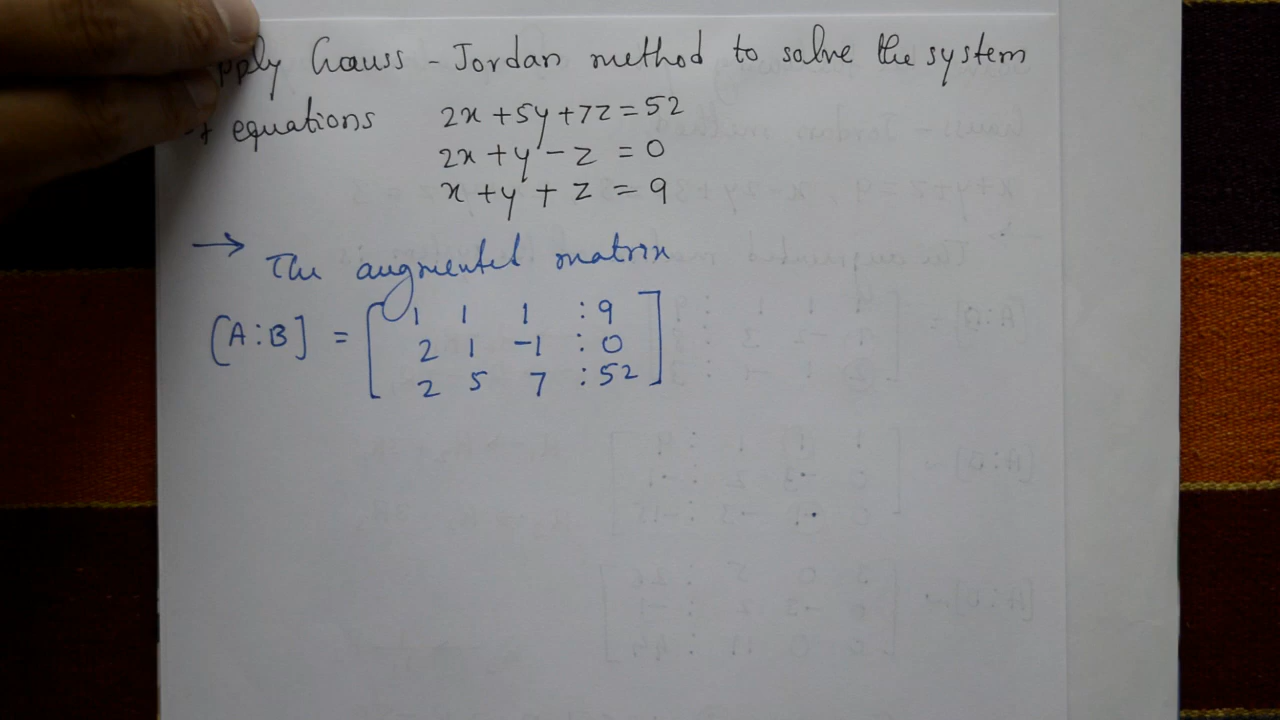 pply Gauss - Jordan method to solve the system
equations 2x + 5y + 7z = 52
2x + y - z = 0
x + y + z = 9
→ The augmented matrix
[A:B] = [ 1 1 1 : 9
2 1 -1 : 0
2 5 7 : 52 ]